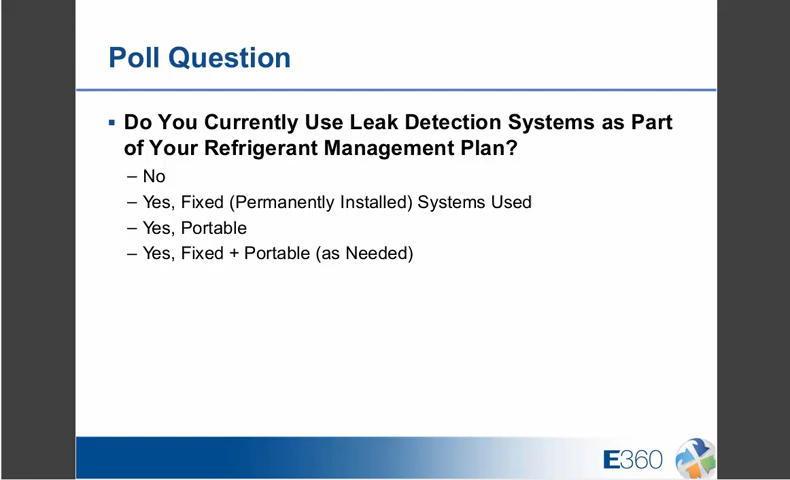 Poll Question
▪ Do You Currently Use Leak Detection Systems as Part
of Your Refrigerant Management Plan?
– No
– Yes, Fixed (Permanently Installed) Systems Used
– Yes, Portable
– Yes, Fixed + Portable (as Needed)
E360